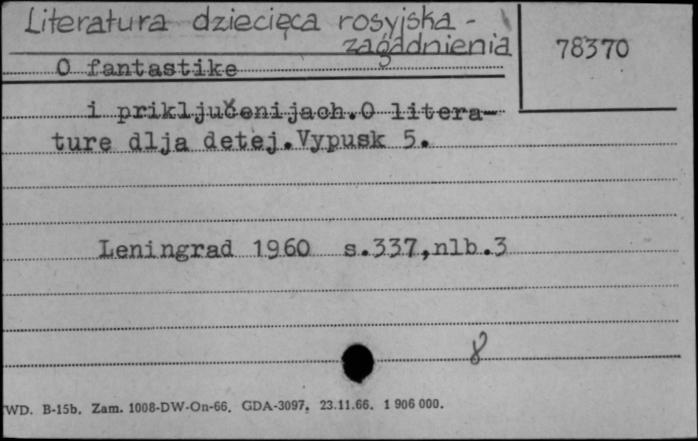 Literatura dziecięca rosyjska -
zagadnienia
78370
O fantastike
i priključenijach.O litera-
ture dlja detej.Vypusk 5.
Leningrad 1960 s.337,nlb.3
8
WD. B-15b. Zam. 1008-DW-On-66. GDA-3097. 23.11.66. 1 906 000.